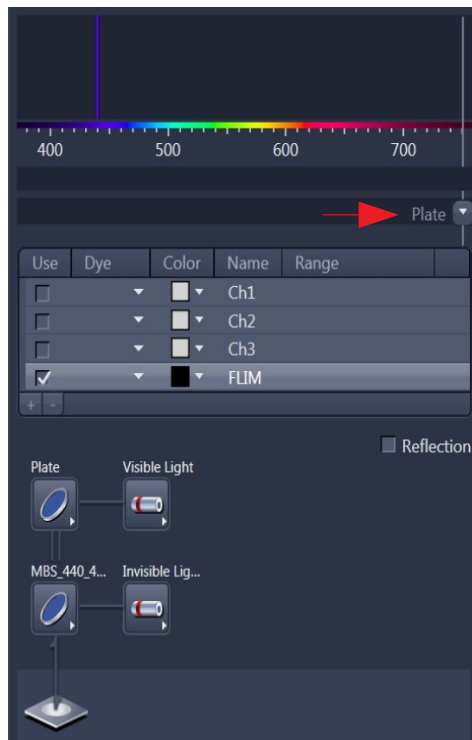 400 500 600 700
Plate
Use Dye Color Name Range
Ch1
Ch2
Ch3
FLIM
+ -
Reflection
Plate Visible Light
MBS_440_4... Invisible Lig...